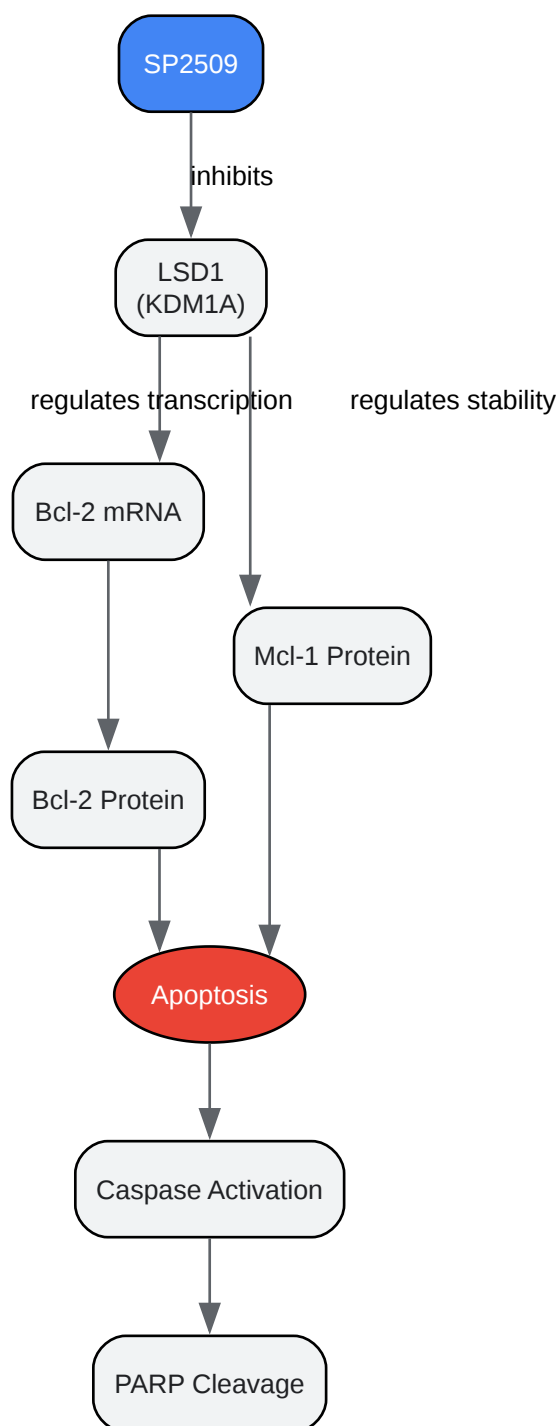 SP2509
inhibits
LSD1
(KDM1A)
regulates transcription
regulates stability
Bcl-2 mRNA
Mcl-1 Protein
Bcl-2 Protein
Apoptosis
Caspase Activation
PARP Cleavage